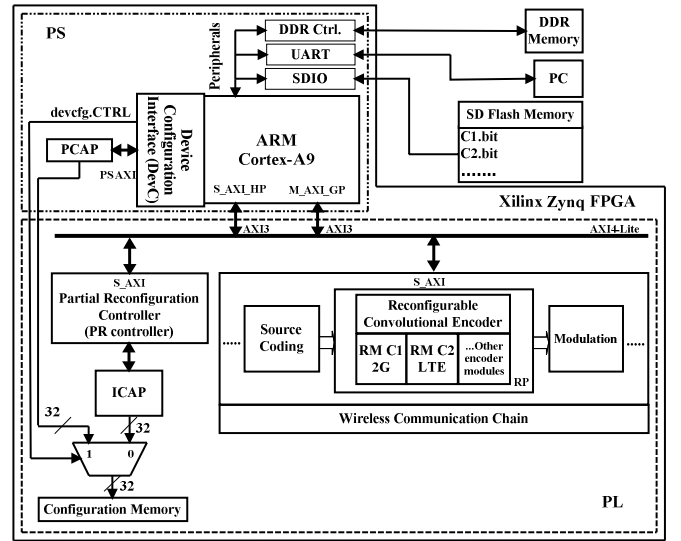 PS
Peripherals
DDR Ctrl.
UART
SDIO
DDR
Memory
PC
SD Flash Memory
C1.bit
C2.bit
.......
devcfg.CTRL
PCAP
PS AXI
Device
Configuration
Interface (DevC)
ARM
Cortex-A9
S_AXI_HP
M_AXI_GP
Xilinx Zynq FPGA
AXI3
AXI3
AXI4-Lite
S_AXI
Partial Reconfiguration
Controller
(PR controller)
ICAP
32
32
1
0
32
Configuration Memory
S_AXI
.....
Source
Coding
Reconfigurable
Convolutional Encoder
RM C1
2G
RM C2
LTE
...Other
encoder
modules
RP
Modulation
.....
Wireless Communication Chain
PL